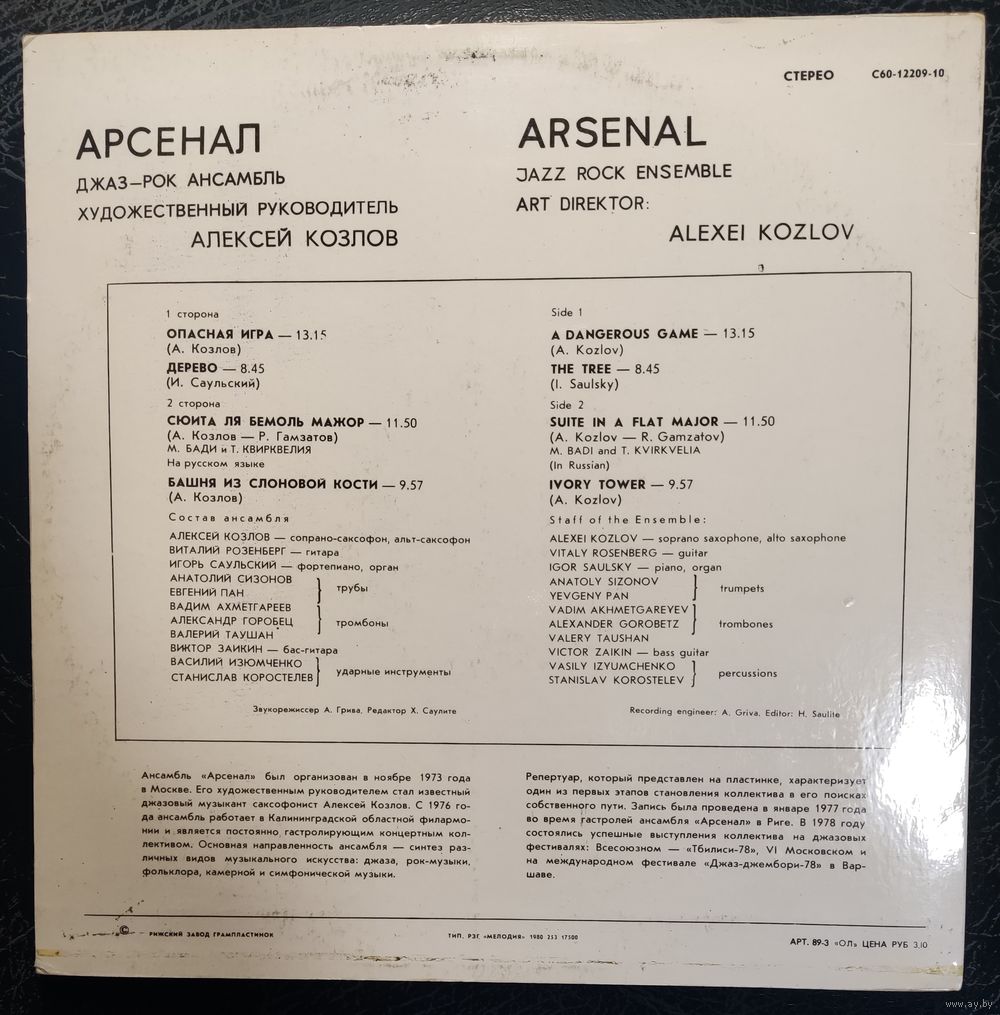 СТЕРЕО С60-12209-10
АРСЕНАЛ
ДЖАЗ—РОК АНСАМБЛЬ
ХУДОЖЕСТВЕННЫЙ РУКОВОДИТЕЛЬ
АЛЕКСЕЙ КОЗЛОВ
ARSENAL
JAZZ ROCK ENSEMBLE
ART DIREKTOR:
ALEXEI KOZLOV
1 сторона
ОПАСНАЯ ИГРА — 13.15
(А. Козлов)
ДЕРЕВО — 8.45
(И. Саульский)
2 сторона
СЮИТА ЛЯ БЕМОЛЬ МАЖОР — 11.50
(А. Козлов — Р. Гамзатов)
М. БАДИ и Т. КВИРКВЕЛИЯ
На русском языке
БАШНЯ ИЗ СЛОНОВОЙ КОСТИ — 9.57
(А. Козлов)
Состав ансамбля
АЛЕКСЕЙ КОЗЛОВ — сопрано-саксофон, альт-саксофон
ВИТАЛИЙ РОЗЕНБЕРГ — гитара
ИГОРЬ САУЛЬСКИЙ — фортепиано, орган
АНАТОЛИЙ СИЗОНОВ
ЕВГЕНИЙ ПАН
трубы
ВАДИМ АХМЕТГАРЕЕВ
АЛЕКСАНДР ГОРОБЕЦ
ВАЛЕРИЙ ТАУШАН
тромбоны
ВИКТОР ЗАИКИН — бас-гитара
ВАСИЛИЙ ИЗЮМЧЕНКО
СТАНИСЛАВ КОРОСТЕЛЕВ
ударные инструменты
Звукорежиссер А. Грива. Редактор Х. Саулите
Side 1
A DANGEROUS GAME — 13.15
(A. Kozlov)
THE TREE — 8.45
(I. Saulsky)
Side 2
SUITE IN A FLAT MAJOR — 11.50
(A. Kozlov — R. Gamzatov)
M. BADI and T. KVIRKVELIA
(In Russian)
IVORY TOWER — 9.57
(A. Kozlov)
Staff of the Ensemble:
ALEXEI KOZLOV — soprano saxophone, alto saxophone
VITALY ROSENBERG — guitar
IGOR SAULSKY — piano, organ
ANATOLY SIZONOV
YEVGENY PAN
trumpets
VADIM AKHMETGAREYEV
ALEXANDER GOROBETZ
VALERY TAUSHAN
trombones
VICTOR ZAIKIN — bass guitar
VASILY IZYUMCHENKO
STANISLAV KOROSTELEV
percussions
Recording engineer: A. Griva. Editor: H. Saulite
Ансамбль «Арсенал» был организован в ноябре 1973 года
в Москве. Его художественным руководителем стал известный
джазовый музыкант саксофонист Алексей Козлов. С 1976 го-
да ансамбль работает в Калининградской областной филармо-
нии и является постоянно гастролирующим концертным кол-
лективом. Основная направленность ансамбля — синтез раз-
личных видов музыкального искусства: джаза, рок-музыки,
фольклора, камерной и симфонической музыки.
Репертуар, который представлен на пластинке, характеризует
один из первых этапов становления коллектива в его поисках
собственного пути. Запись была проведена в январе 1977 года
во время гастролей ансамбля «Арсенал» в Риге. В 1978 году
состоялись успешные выступления коллектива на джазовых
фестивалях: Всесоюзном — «Тбилиси-78», VI Московском и
на международном фестивале «Джаз-джембори-78» в Вар-
шаве.
© РИЖСКИЙ ЗАВОД ГРАМПЛАСТИНОК
ТИП. РЗГ «МЕЛОДИЯ» 1980 253 17500
АРТ. 89-3 «ОЛ» ЦЕНА РУБ 3,10
www.ay.by